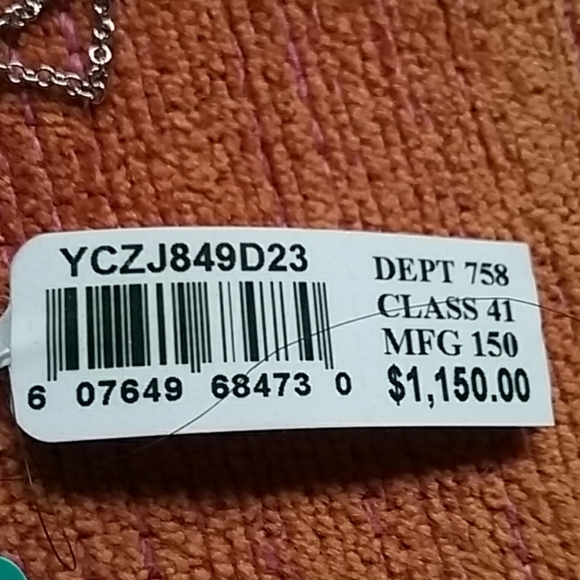 YCZJ849D23
6 07649 68473 0
DEPT 758
CLASS 41
MFG 150
$1,150.00